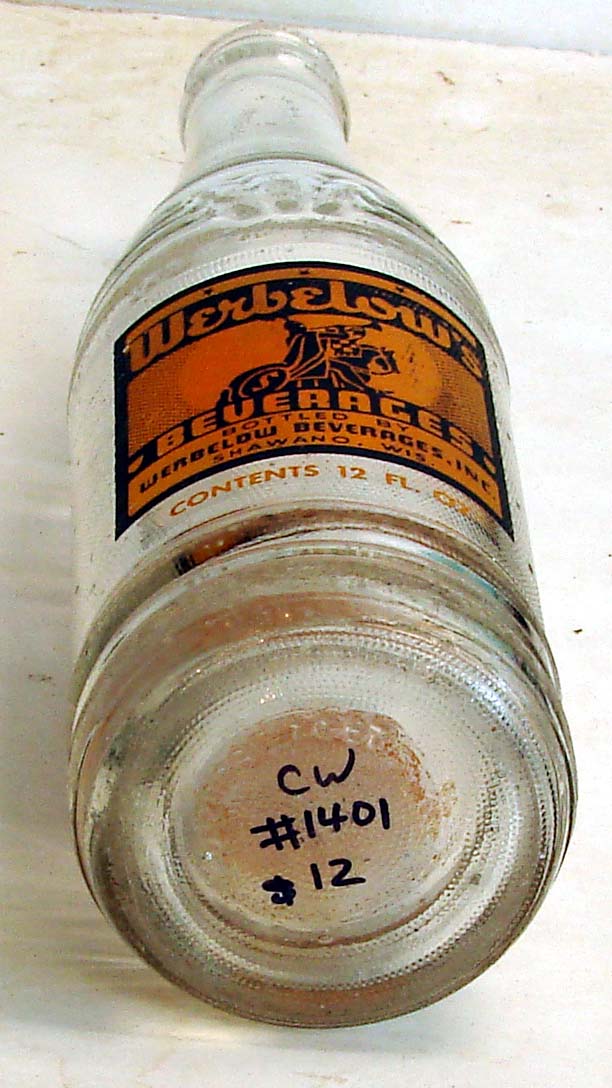 Werbelow's
BEVERAGES
BOTTLED BY
WERBELOW BEVERAGES, INC.
SHAWANO, WIS.
CONTENTS 12 FL. OZ.
CW
#1401
$12